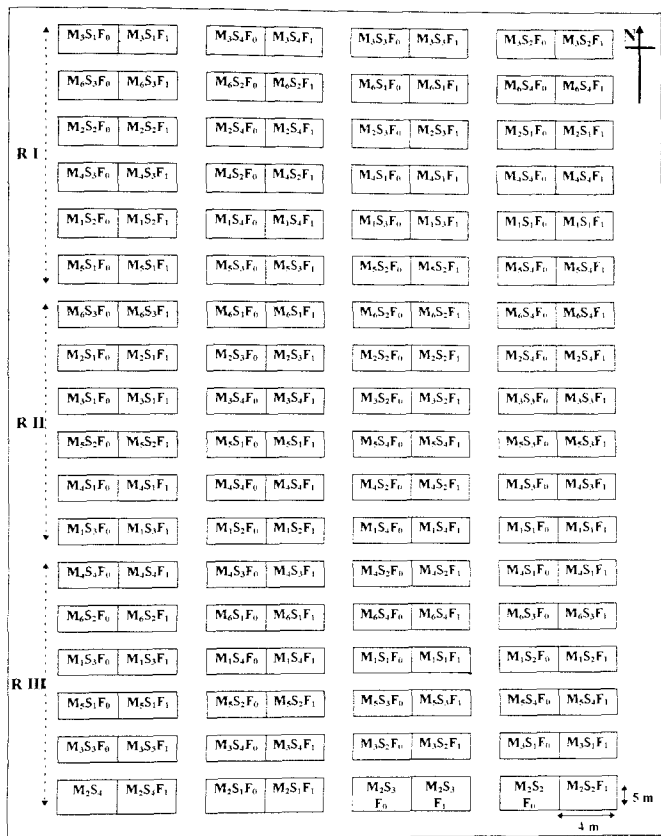 M₃S₁F₀ M₃S₁F₁ M₃S₄F₀ M₃S₄F₁ M₃S₃F₀ M₃S₃F₁ M₃S₂F₀ M₃S₂F₁ N
M₆S₃F₀ M₆S₃F₁ M₆S₂F₀ M₆S₂F₁ M₆S₁F₀ M₆S₁F₁ M₆S₄F₀ M₆S₄F₁
M₂S₂F₀ M₂S₂F₁ M₂S₄F₀ M₂S₄F₁ M₂S₃F₀ M₂S₃F₁ M₂S₁F₀ M₂S₁F₁
R I
M₄S₃F₀ M₄S₃F₁ M₄S₂F₀ M₄S₂F₁ M₄S₁F₀ M₄S₁F₁ M₄S₄F₀ M₄S₄F₁
M₁S₂F₀ M₁S₂F₁ M₁S₄F₀ M₁S₄F₁ M₁S₃F₀ M₁S₃F₁ M₁S₁F₀ M₁S₁F₁
M₅S₁F₀ M₅S₁F₁ M₅S₃F₀ M₅S₃F₁ M₅S₂F₀ M₅S₂F₁ M₅S₄F₀ M₅S₄F₁
M₆S₃F₀ M₆S₃F₁ M₆S₁F₀ M₆S₁F₁ M₆S₂F₀ M₆S₂F₁ M₆S₄F₀ M₆S₄F₁
M₂S₁F₀ M₂S₁F₁ M₂S₃F₀ M₂S₃F₁ M₂S₂F₀ M₂S₂F₁ M₂S₄F₀ M₂S₄F₁
M₃S₁F₀ M₃S₁F₁ M₃S₄F₀ M₃S₄F₁ M₃S₂F₀ M₃S₂F₁ M₃S₃F₀ M₃S₃F₁
R II
M₅S₂F₀ M₅S₂F₁ M₅S₁F₀ M₅S₁F₁ M₅S₄F₀ M₅S₄F₁ M₅S₃F₀ M₅S₃F₁
M₄S₁F₀ M₄S₁F₁ M₄S₄F₀ M₄S₄F₁ M₄S₂F₀ M₄S₂F₁ M₄S₃F₀ M₄S₃F₁
M₁S₃F₀ M₁S₃F₁ M₁S₂F₀ M₁S₂F₁ M₁S₄F₀ M₁S₄F₁ M₁S₁F₀ M₁S₁F₁
M₄S₄F₀ M₄S₄F₁ M₄S₃F₀ M₄S₃F₁ M₄S₂F₀ M₄S₂F₁ M₄S₁F₀ M₄S₁F₁
M₆S₂F₀ M₆S₂F₁ M₆S₁F₀ M₆S₁F₁ M₆S₄F₀ M₆S₄F₁ M₆S₃F₀ M₆S₃F₁
M₁S₃F₀ M₁S₃F₁ M₁S₄F₀ M₁S₄F₁ M₁S₁F₀ M₁S₁F₁ M₁S₂F₀ M₁S₂F₁
R III
M₅S₁F₀ M₅S₁F₁ M₅S₂F₀ M₅S₂F₁ M₅S₃F₀ M₅S₃F₁ M₅S₄F₀ M₅S₄F₁
M₃S₃F₀ M₃S₃F₁ M₃S₄F₀ M₃S₄F₁ M₃S₂F₀ M₃S₂F₁ M₃S₁F₀ M₃S₁F₁
M₂S₄ M₂S₄F₁ M₂S₁F₀ M₂S₁F₁ M₂S₃ M₂S₃ M₂S₂ M₂S₂F₁
F₀ F₁ F₀
5 m
4 m